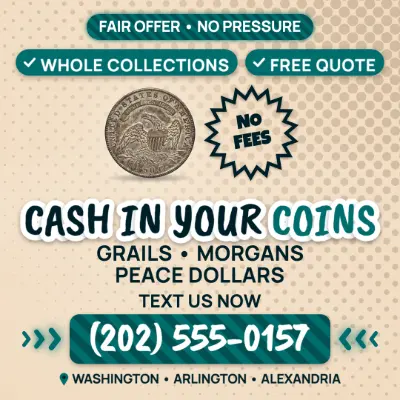 FAIR OFFER • NO PRESSURE
✓ WHOLE COLLECTIONS
✓ FREE QUOTE
NO
FEES
CASH IN YOUR COINS
GRAILS • MORGANS
PEACE DOLLARS
TEXT US NOW
(202) 555-0157
WASHINGTON • ARLINGTON • ALEXANDRIA